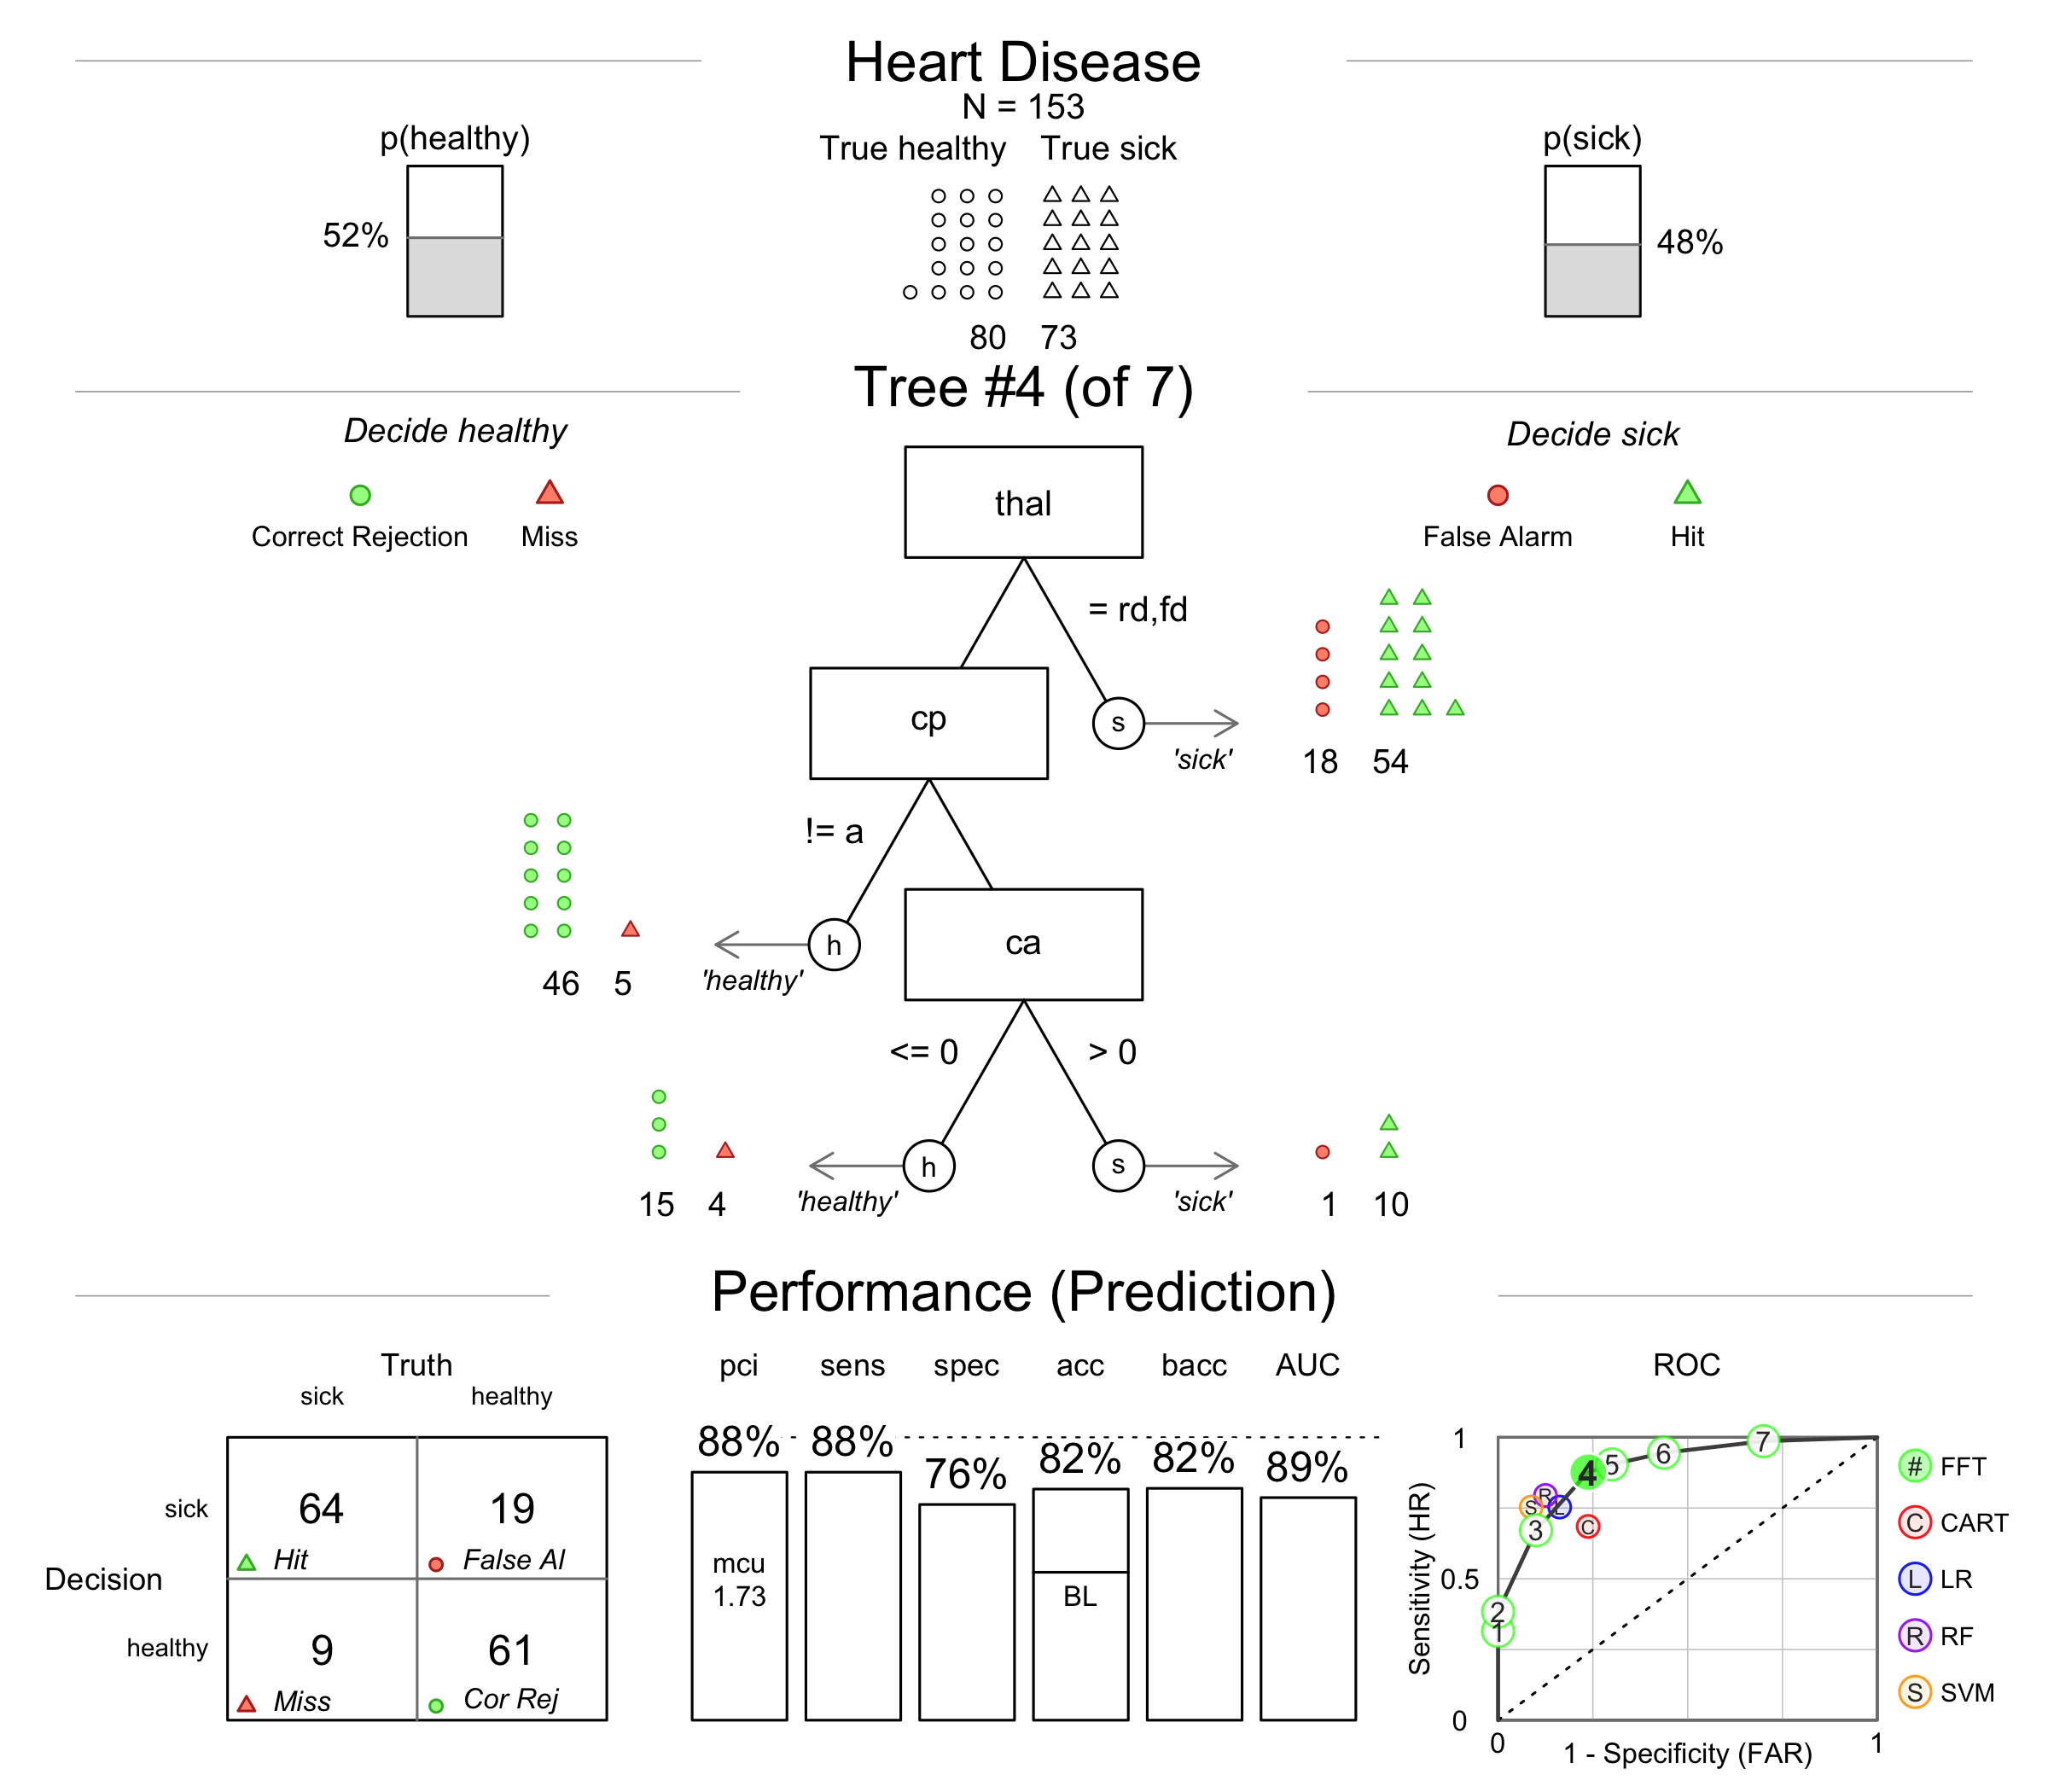 Heart Disease
N = 153
True healthy True sick
p(healthy)
52%
p(sick)
48%
80 73
Tree #4 (of 7)
Decide healthy
Correct Rejection Miss
Decide sick
False Alarm Hit
thal
= rd,fd
s
'sick'
18 54
cp
!= a
h
'healthy'
46 5
ca
<= 0
> 0
h
'healthy'
15 4
s
'sick'
1 10
Performance (Prediction)
Truth
sick healthy
Decision
sick
64 19
Hit False Al
healthy
9 61
Miss Cor Rej
pci sens spec acc bacc AUC
88% 88% 76% 82% 82% 89%
mcu
1.73
BL
ROC
Sensitivity (HR)
1
0.5
0
0 1
1 - Specificity (FAR)
1 2 3 4 5 6 7
S R L C
# FFT
C CART
L LR
R RF
S SVM